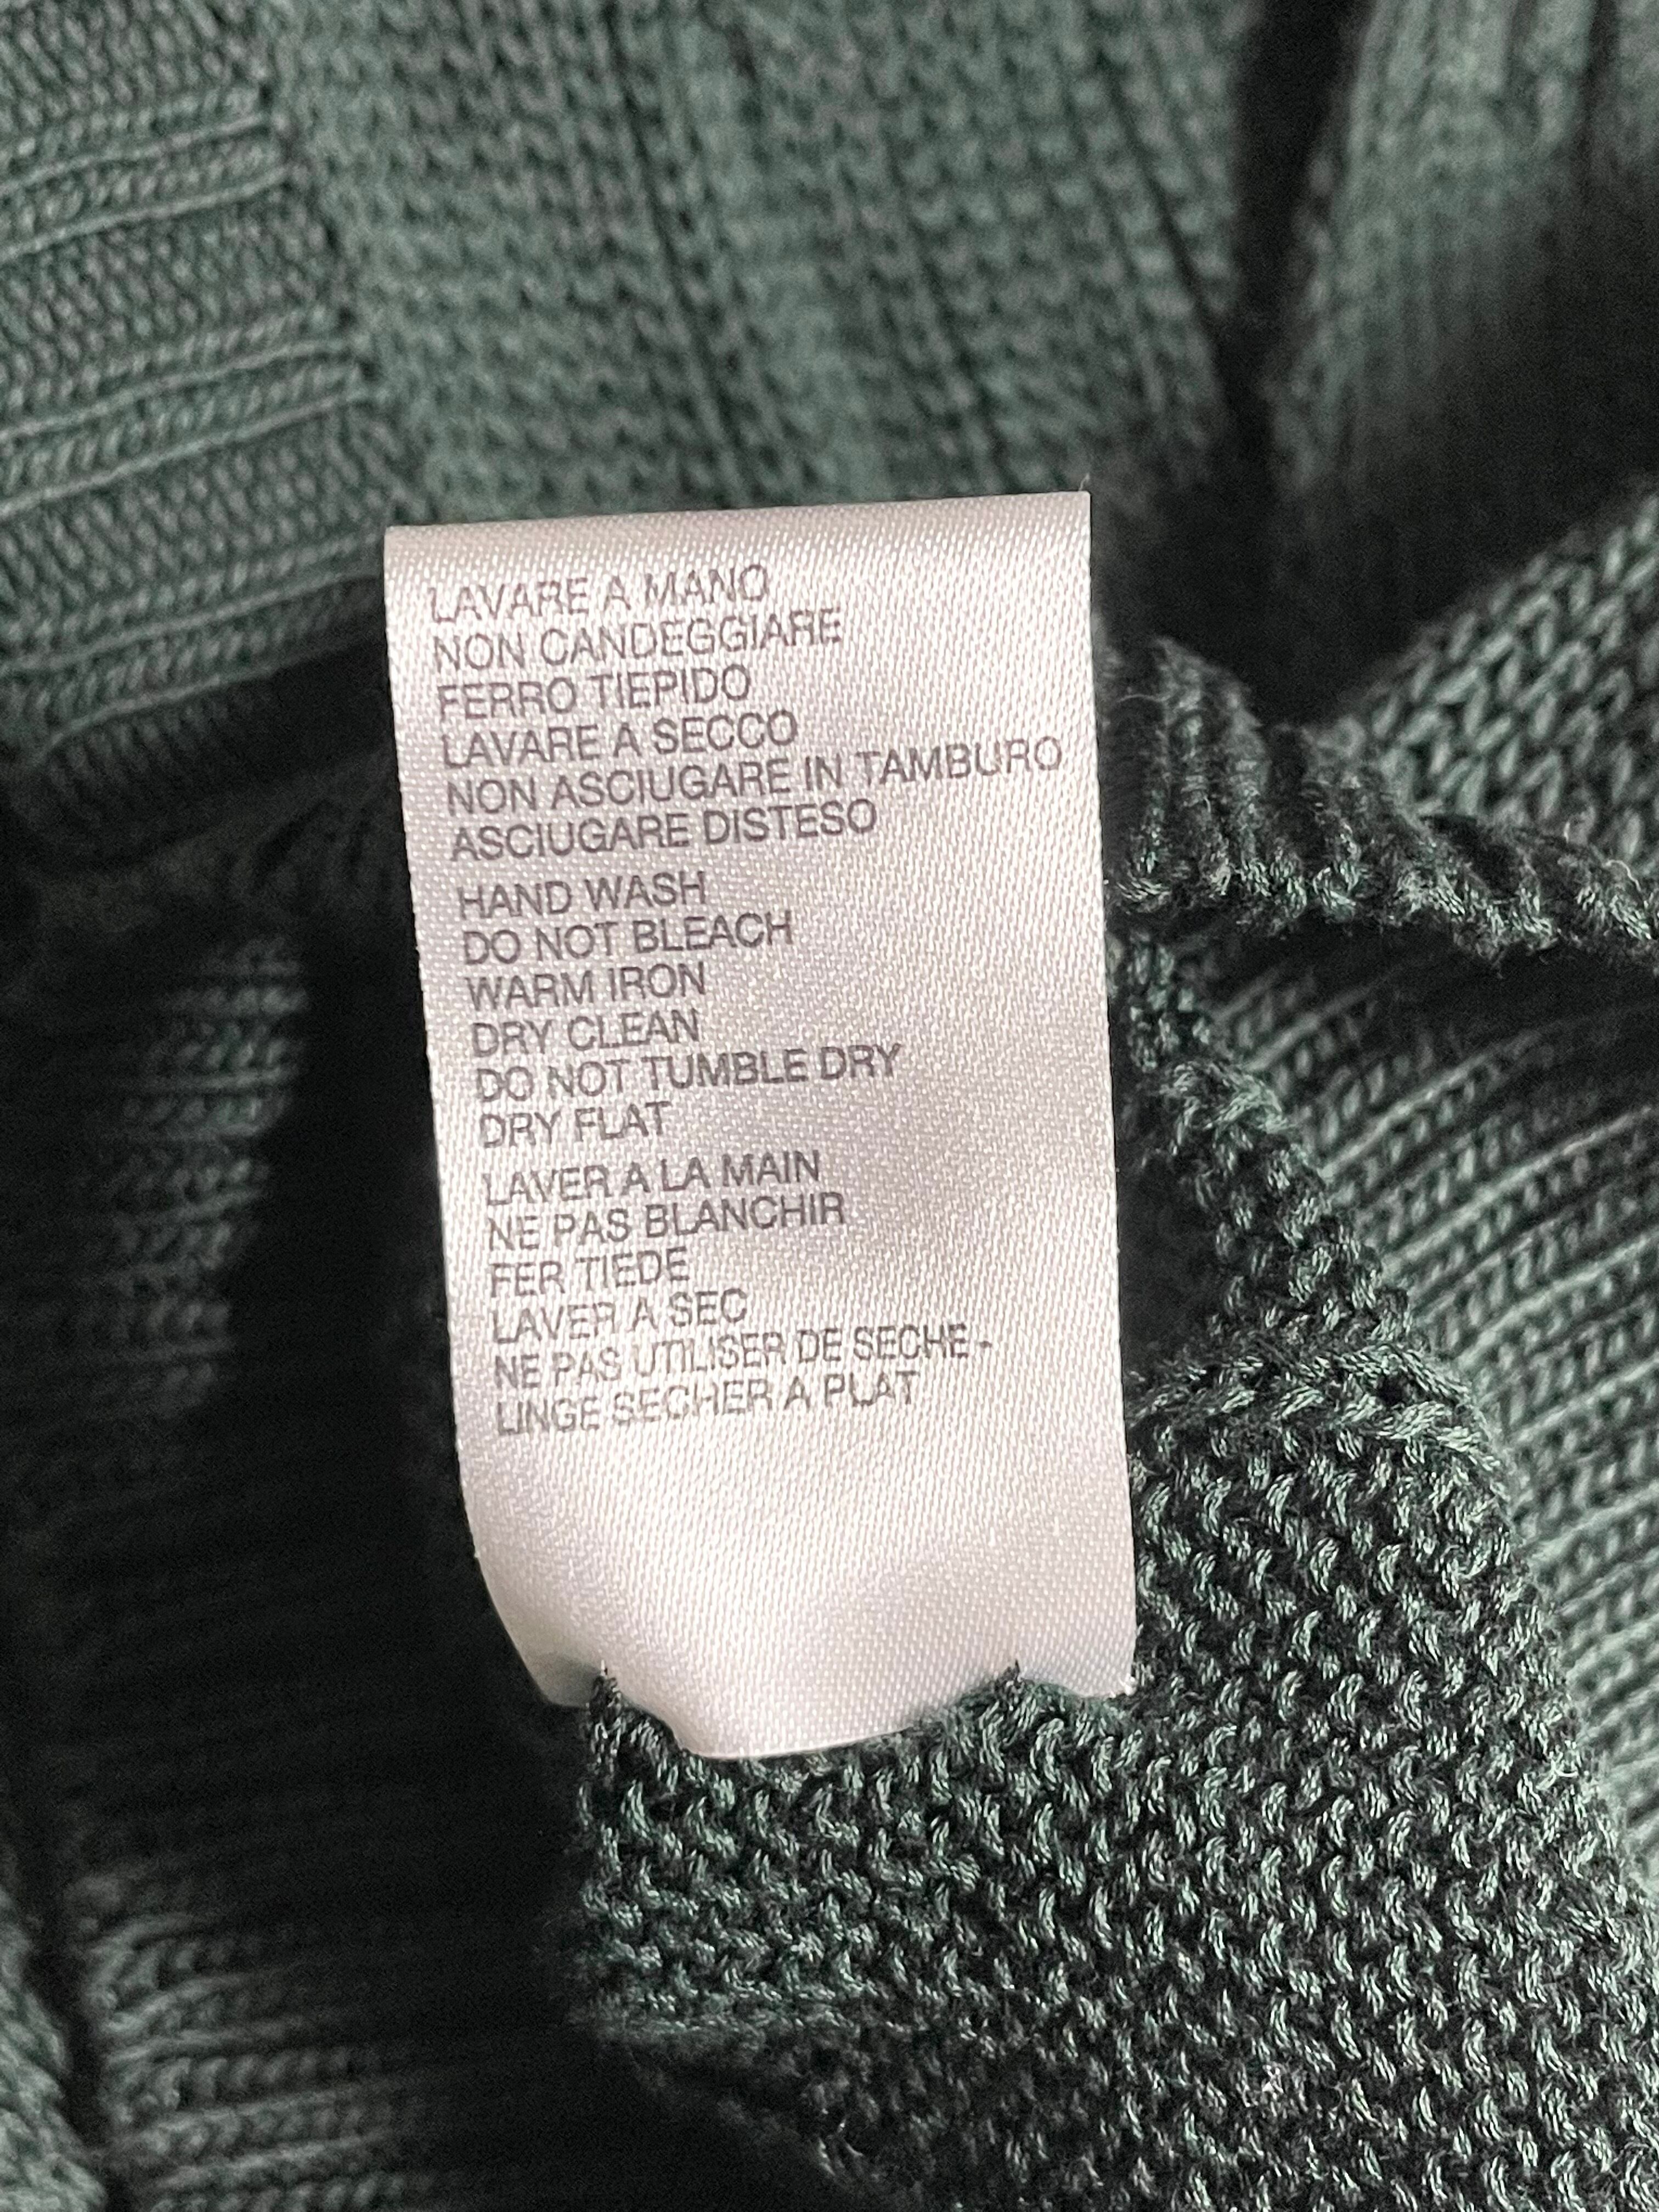 LAVARE A MANO
NON CANDEGGIARE
FERRO TIEPIDO
LAVARE A SECCO
NON ASCIUGARE IN TAMBURO
ASCIUGARE DISTESO
HAND WASH
DO NOT BLEACH
WARM IRON
DRY CLEAN
DO NOT TUMBLE DRY
DRY FLAT
LAVER A LA MAIN
NE PAS BLANCHIR
FER TIEDE
LAVER A SEC
NE PAS UTILISER DE SECHE -
LINGE SECHER A PLAT